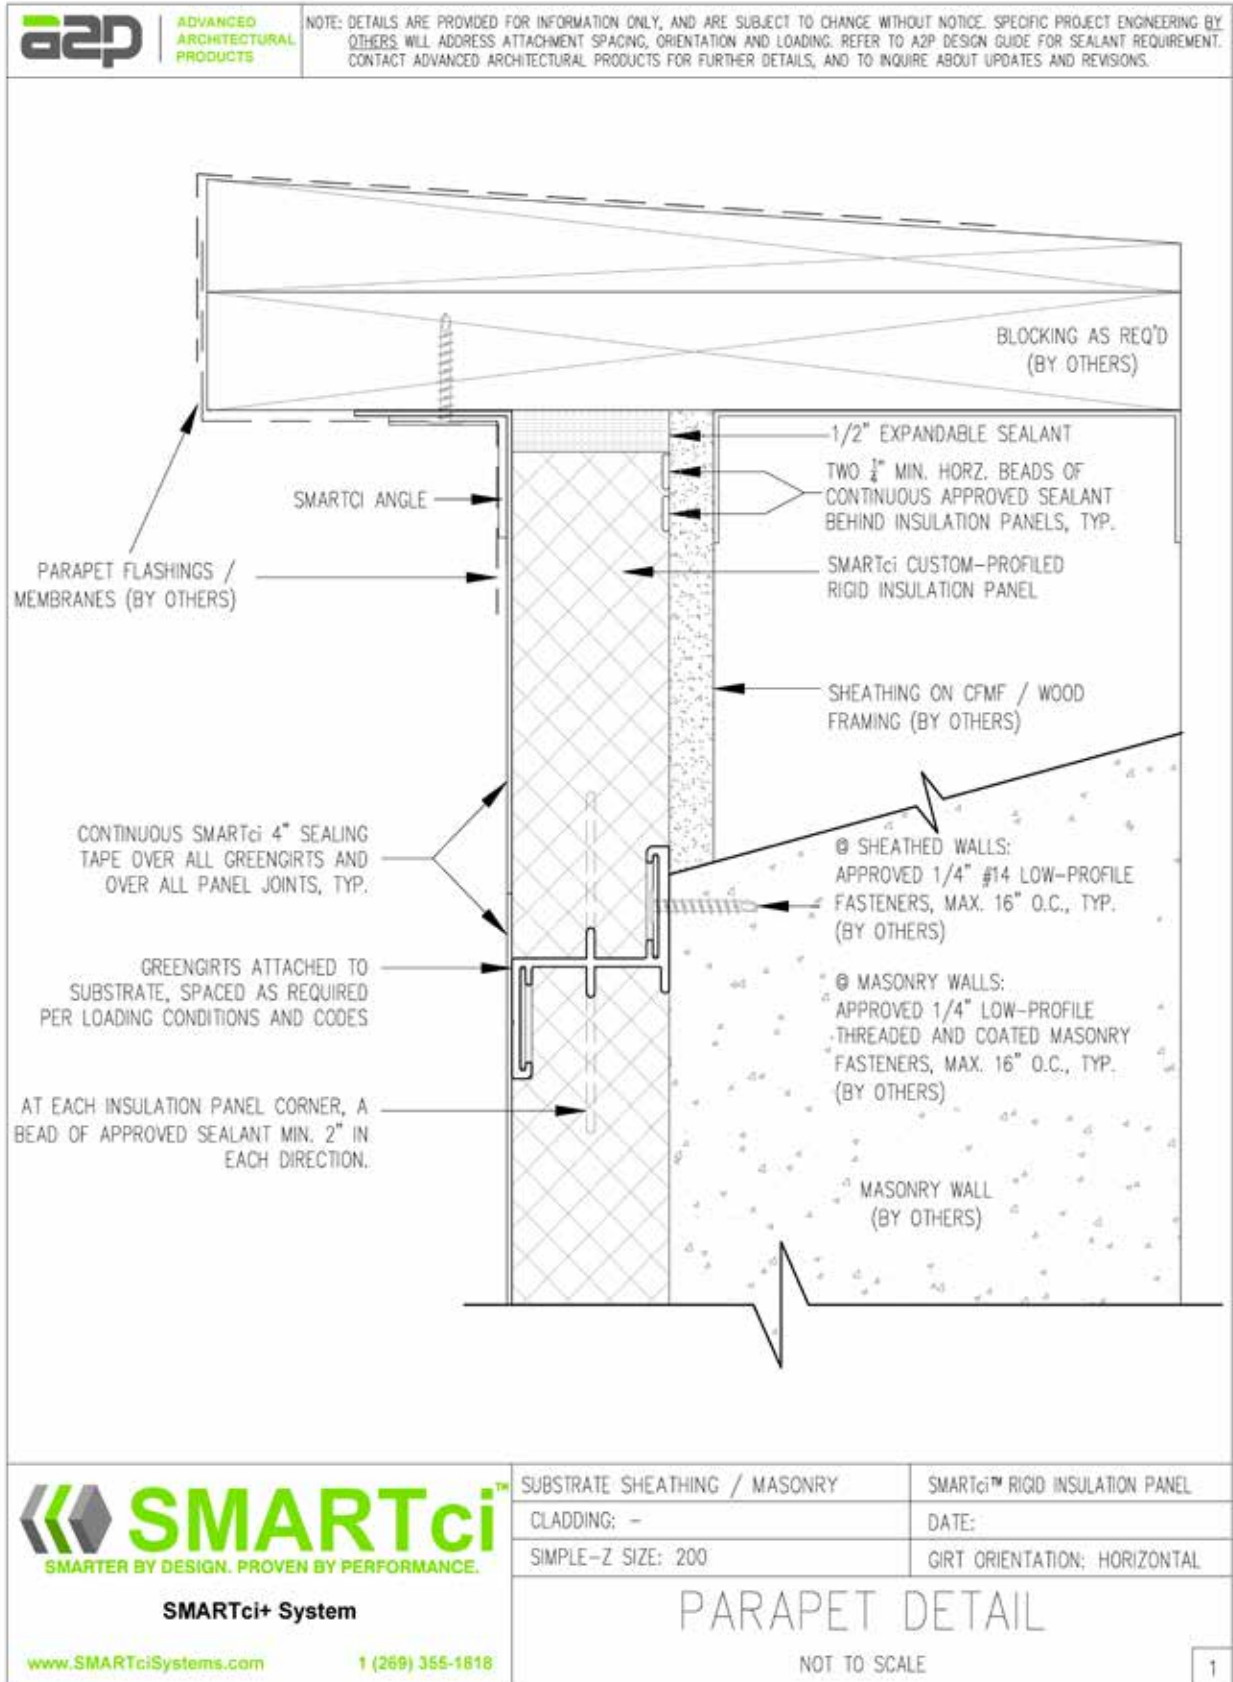 a2p
ADVANCED
ARCHITECTURAL
PRODUCTS
NOTE: DETAILS ARE PROVIDED FOR INFORMATION ONLY, AND ARE SUBJECT TO CHANGE WITHOUT NOTICE. SPECIFIC PROJECT ENGINEERING BY
OTHERS WILL ADDRESS ATTACHMENT SPACING, ORIENTATION AND LOADING. REFER TO A2P DESIGN GUIDE FOR SEALANT REQUIREMENT.
CONTACT ADVANCED ARCHITECTURAL PRODUCTS FOR FURTHER DETAILS, AND TO INQUIRE ABOUT UPDATES AND REVISIONS.
BLOCKING AS REQ'D
(BY OTHERS)
1/2" EXPANDABLE SEALANT
TWO MIN. HORZ. BEADS OF
CONTINUOUS APPROVED SEALANT
BEHIND INSULATION PANELS, TYP.
SMARTCI ANGLE
PARAPET FLASHINGS /
MEMBRANES (BY OTHERS)
SMARTci CUSTOM-PROFILED
RIGID INSULATION PANEL
SHEATHING ON CFMF / WOOD
FRAMING (BY OTHERS)
CONTINUOUS SMARTci 4" SEALING
TAPE OVER ALL GREENGIRTS AND
OVER ALL PANEL JOINTS, TYP.
@ SHEATHED WALLS:
APPROVED 1/4" #14 LOW-PROFILE
FASTENERS, MAX. 16" O.C., TYP.
(BY OTHERS)
GREENGIRTS ATTACHED TO
SUBSTRATE, SPACED AS REQUIRED
PER LOADING CONDITIONS AND CODES
@ MASONRY WALLS:
APPROVED 1/4" LOW-PROFILE
THREADED AND COATED MASONRY
FASTENERS, MAX. 16" O.C., TYP.
(BY OTHERS)
AT EACH INSULATION PANEL CORNER, A
BEAD OF APPROVED SEALANT MIN. 2" IN
EACH DIRECTION.
MASONRY WALL
(BY OTHERS)
SMARTci™
SMARTER BY DESIGN. PROVEN BY PERFORMANCE.
SMARTci+ System
www.SMARTciSystems.com 1 (269) 355-1818
SUBSTRATE SHEATHING / MASONRY
SMARTci™ RIGID INSULATION PANEL
CLADDING: -
DATE:
SIMPLE-Z SIZE: 200
GIRT ORIENTATION: HORIZONTAL
PARAPET DETAIL
NOT TO SCALE
1